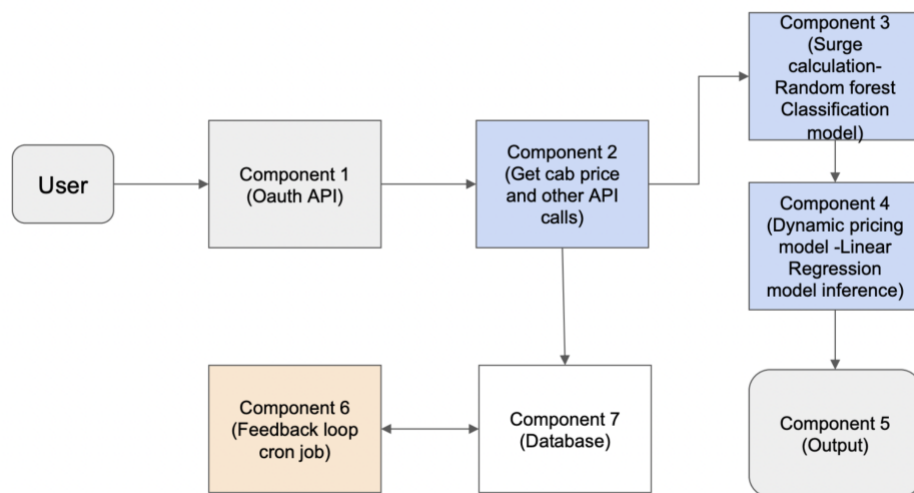 User
Component 1
(Oauth API)
Component 2
(Get cab price
and other API
calls)
Component 3
(Surge
calculation-
Random forest
Classification
model)
Component 4
(Dynamic pricing
model -Linear
Regression
model inference)
Component 5
(Output)
Component 6
(Feedback loop
cron job)
Component 7
(Database)